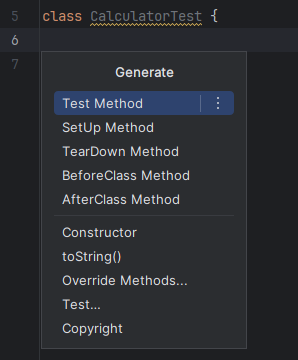 5 class CalculatorTest {
6
7
Generate
Test Method
SetUp Method
TearDown Method
BeforeClass Method
AfterClass Method
Constructor
toString()
Override Methods...
Test...
Copyright